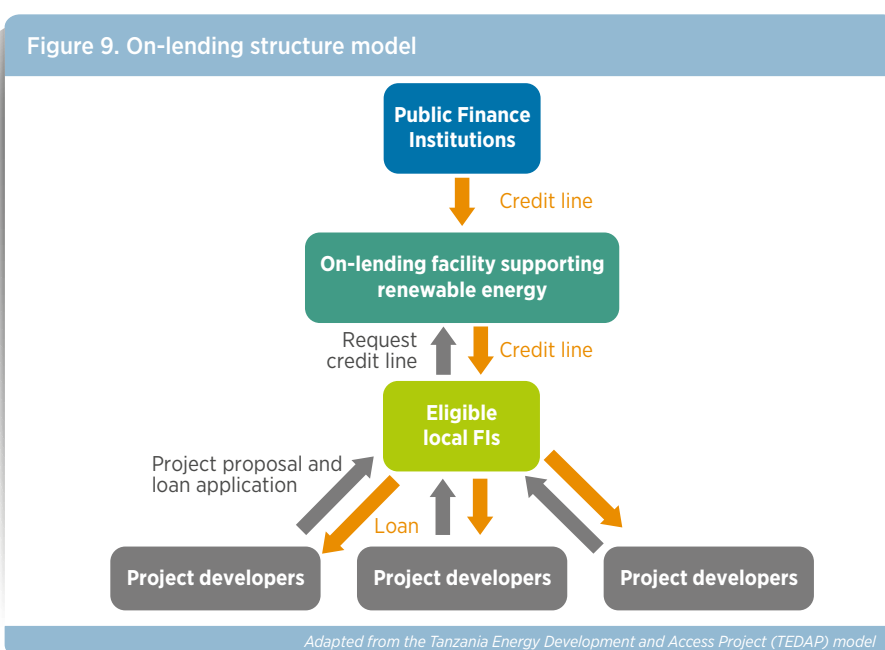 Figure 9. On-lending structure model
Public Finance
Institutions
Credit line
On-lending facility supporting
renewable energy
Request
credit line
Credit line
Eligible
local FIs
Project proposal and
loan application
Loan
Project developers
Project developers
Project developers
Adapted from the Tanzania Energy Development and Access Project (TEDAP) model